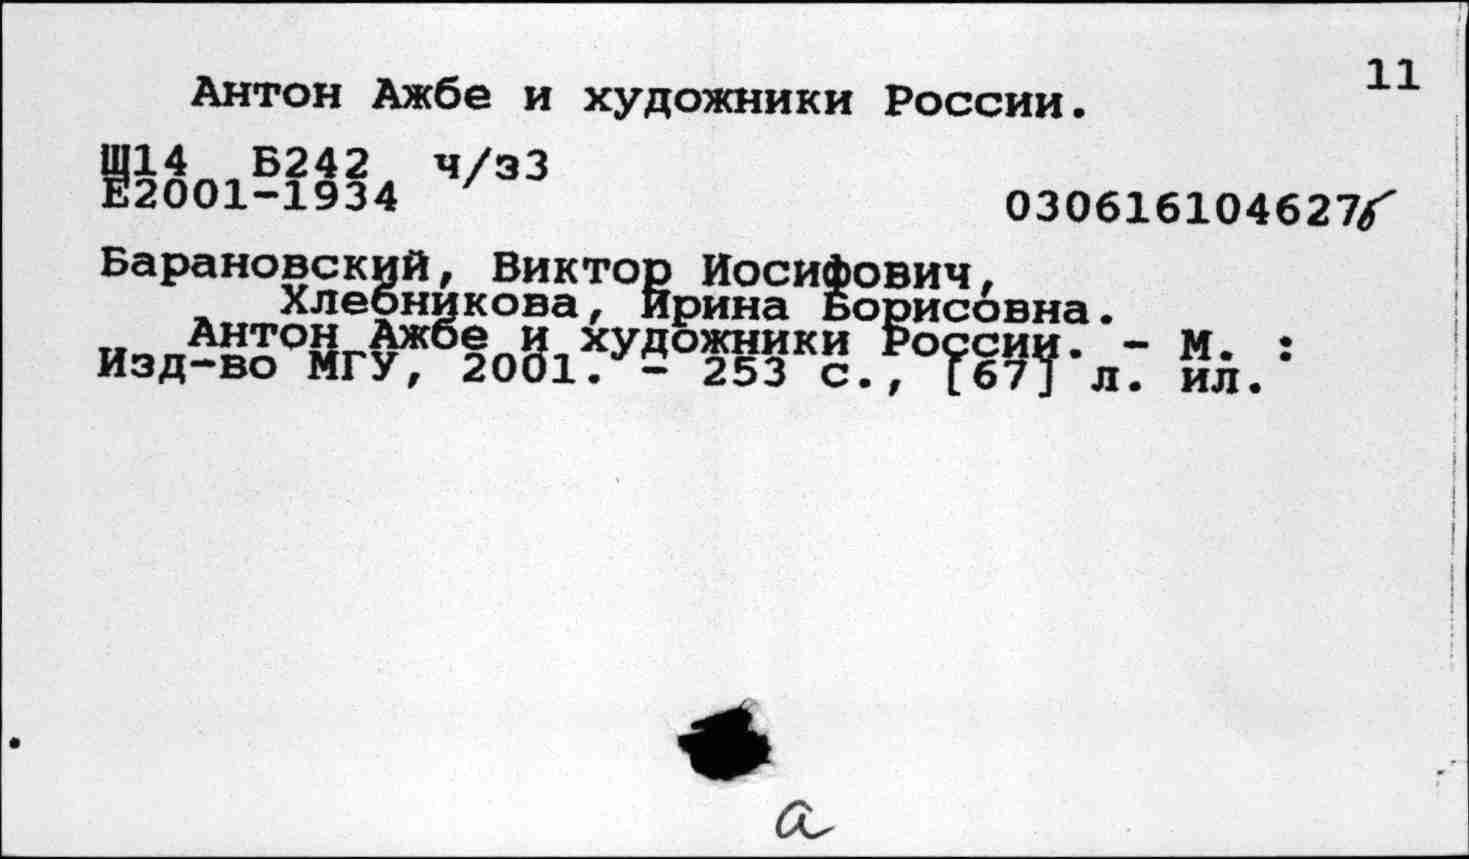 11
Антон Ажбе и художники России.
Ш14 Б242 ч/з3
Е2001-1934
0306161046276
Барановский, Виктор Иосифович,
Хлебникова, Ирина Борисовна.
Антон Ажбе и художники России. - М. :
Изд-во МГУ, 2001. - 253 с., [67] л. ил.
а